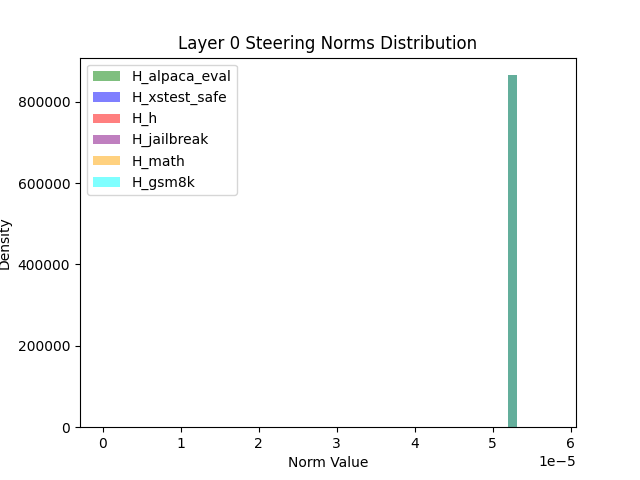 Layer 0 Steering Norms Distribution
H_alpaca_eval
H_xstest_safe
H_h
H_jailbreak
H_math
H_gsm8k
800000
600000
400000
200000
0
Density
0 1 2 3 4 5 6
1e−5
Norm Value